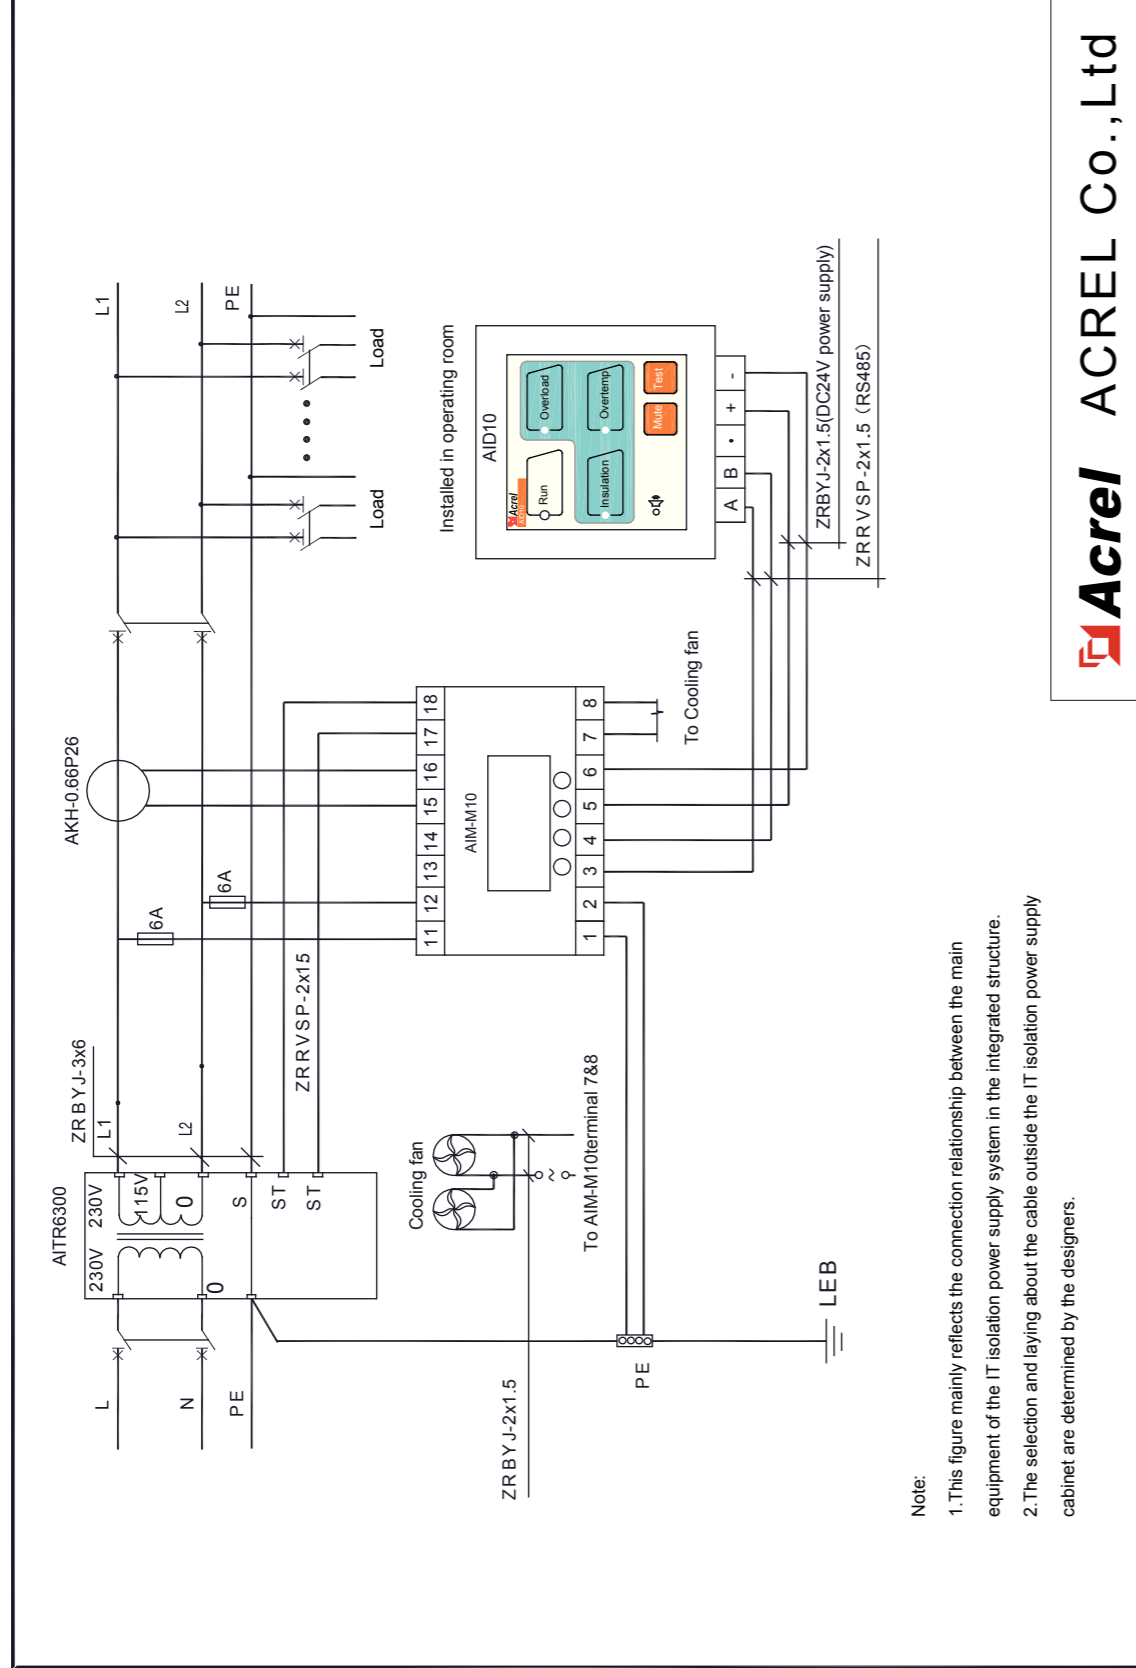 AITR6300
230V
230V
115V
0
0
S
ST
ST
L
N
PE
ZRBYJ-3x6
L1
L2
AKH-0.66P26
6A
6A
ZRRVSP-2x15
L1
L2
PE
Load
Load
11 12 13 14 15 16 17 18
AIM-M10
1 2 3 4 5 6 7 8
To Cooling fan
Installed in operating room
AID10
Acrel
AID10
Run
Overload
Insulation
Overtemp
Mute
Test
A B • + -
ZRBYJ-2x1.5(DC24V power supply)
ZRRVSP-2x1.5（RS485）
Cooling fan
To AIM-M10terminal 7&8
ZRBYJ-2x1.5
PE
LEB
Note:
1.This figure mainly reflects the connection relationship between the main
equipment of the IT isolation power supply system in the integrated structure.
2.The selection and laying about the cable outside the IT isolation power supply
cabinet are determined by the designers.
Acrel ACREL Co.,Ltd